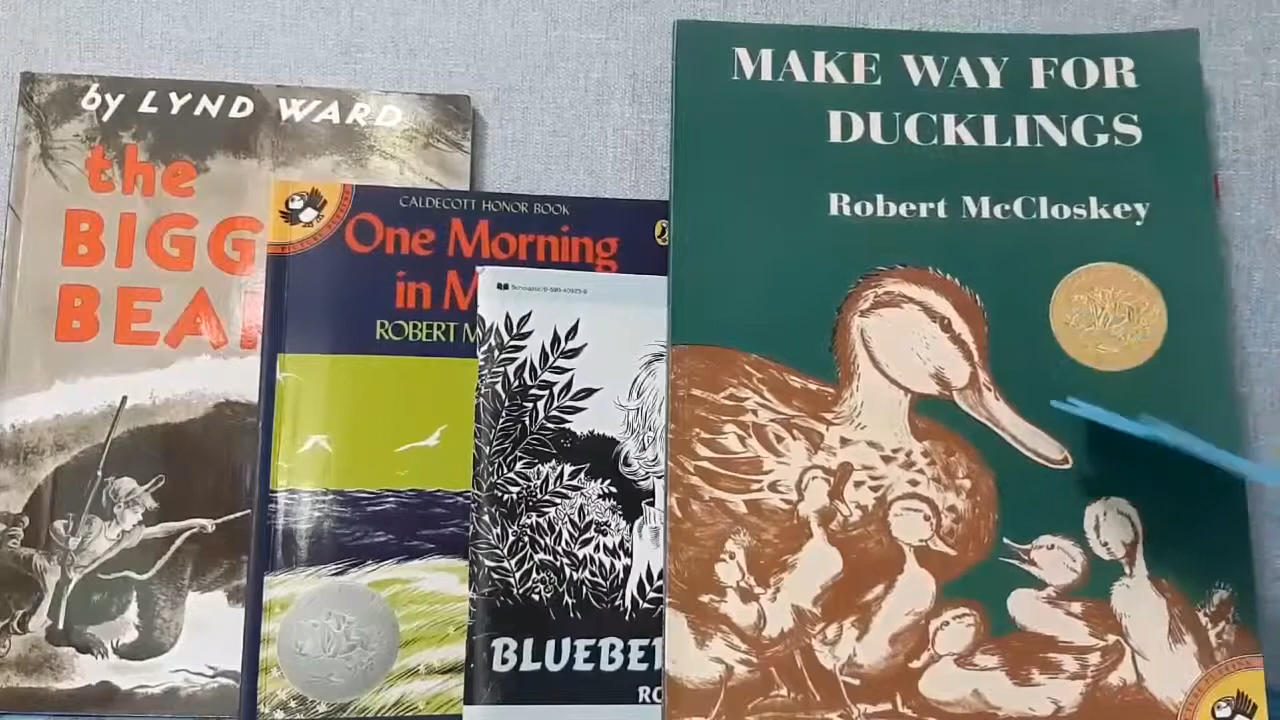 by LYND WARD
the
BIGG
BEA
CALDECOTT HONOR BOOK
One Morning
in M
ROBERT M
BLUEBE
RO
MAKE WAY FOR
DUCKLINGS
Robert McCloskey